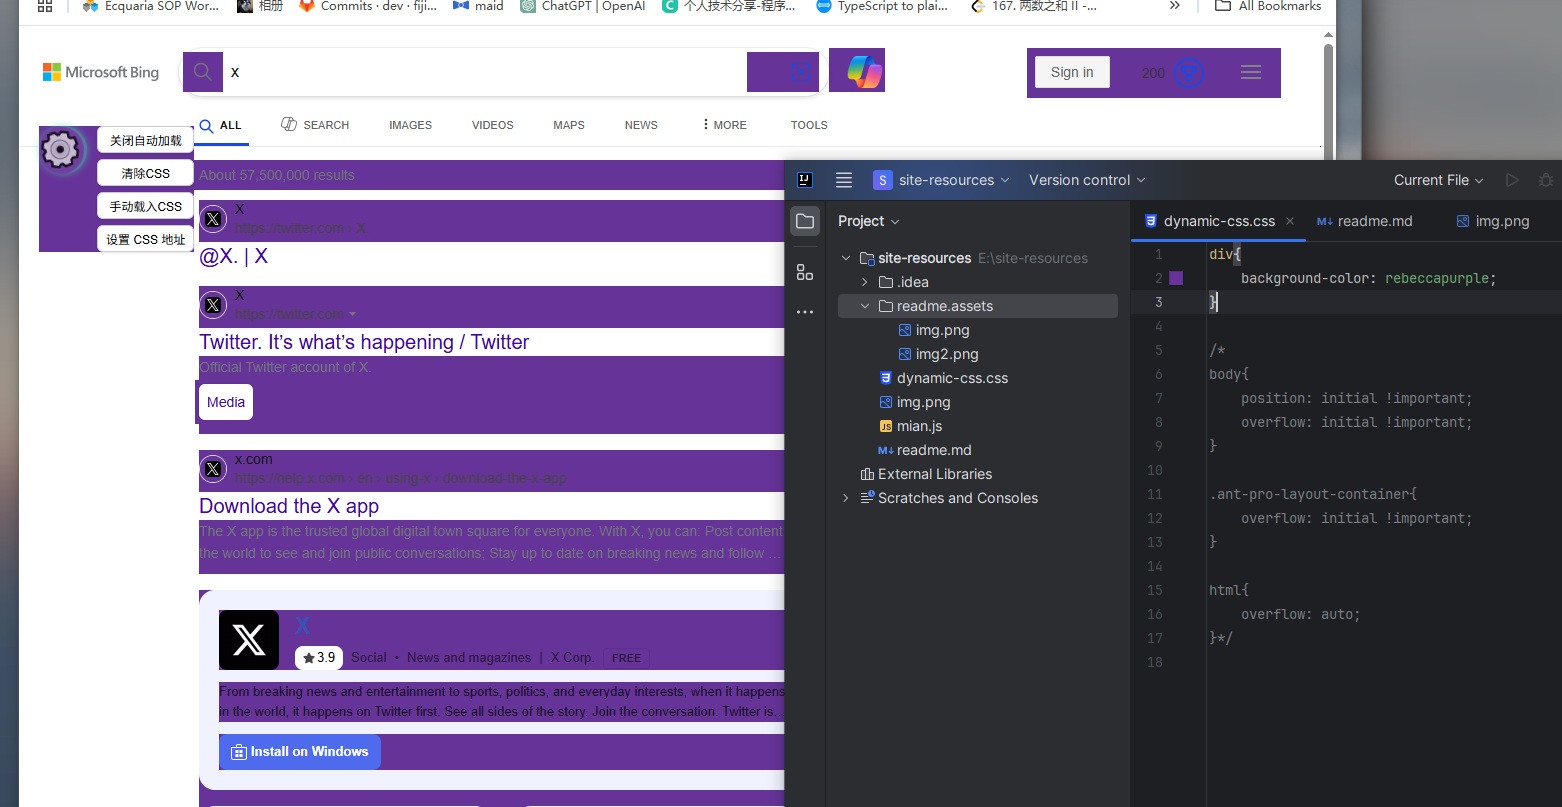 Ecquaria SOP Wor...
相册
Commits · dev · fiji...
maid
ChatGPT | OpenAI
个人技术分享-程序...
TypeScript to plai...
167. 两数之和 II -...
»
All Bookmarks
Microsoft Bing
x
Sign in
200
关闭自动加载
清除CSS
手动载入CSS
设置 CSS 地址
ALL
SEARCH
IMAGES
VIDEOS
MAPS
NEWS
MORE
TOOLS
About 57,500,000 results
X
https://twitter.com › X
@X. | X
X
https://twitter.com
Twitter. It’s what’s happening / Twitter
Official Twitter account of X.
Media
x.com
https://help.x.com › en › using-x › download-the-x-app
Download the X app
The X app is the trusted global digital town square for everyone. With X, you can: Post content
the world to see and join public conversations; Stay up to date on breaking news and follow ...
X
3.9
Social • News and magazines | X Corp.
FREE
From breaking news and entertainment to sports, politics, and everyday interests, when it happens
in the world, it happens on Twitter first. See all sides of the story. Join the conversation. Twitter is...
Install on Windows
IJ
S
site-resources
Version control
Current File
Project
site-resources E:\site-resources
.idea
readme.assets
img.png
img2.png
dynamic-css.css
img.png
JS mian.js
M↓ readme.md
External Libraries
Scratches and Consoles
dynamic-css.css ×
M↓ readme.md
img.png
1 div{
2 background-color: rebeccapurple;
3 }
4
5 /*
6 body{
7 position: initial !important;
8 overflow: initial !important;
9 }
10
11 .ant-pro-layout-container{
12 overflow: initial !important;
13 }
14
15 html{
16 overflow: auto;
17 }*/
18